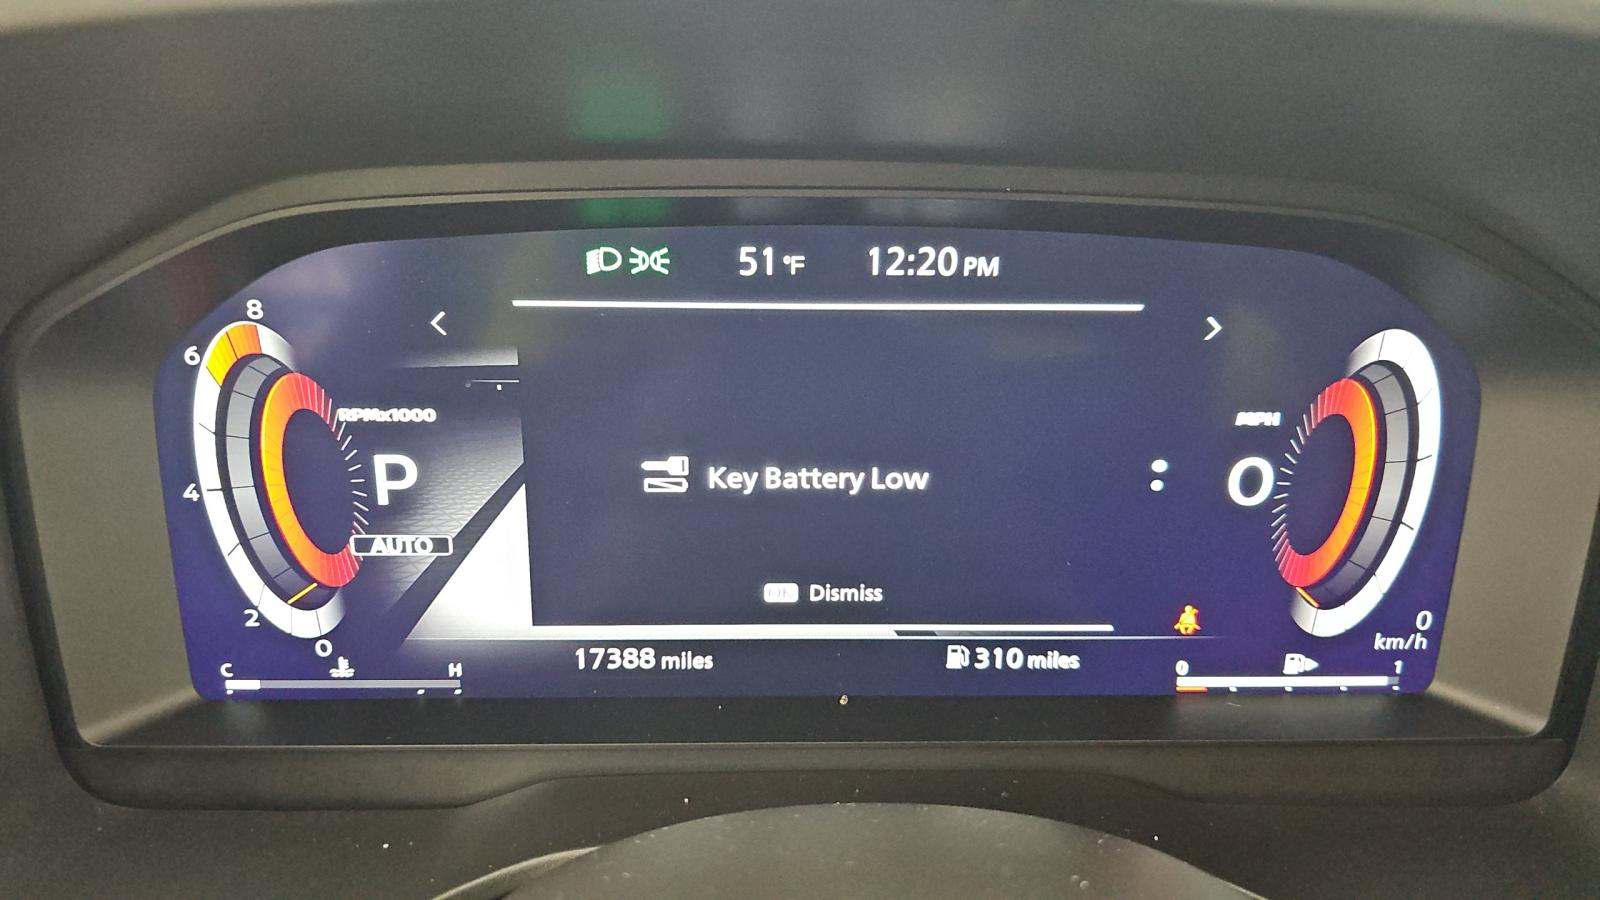 51 °F 12:20 PM
8
6
RPMx1000
MPH
P
0
4
Key Battery Low
AUTO
OK Dismiss
2
0
0
km/h
17388 miles
310 miles
C H
0 1